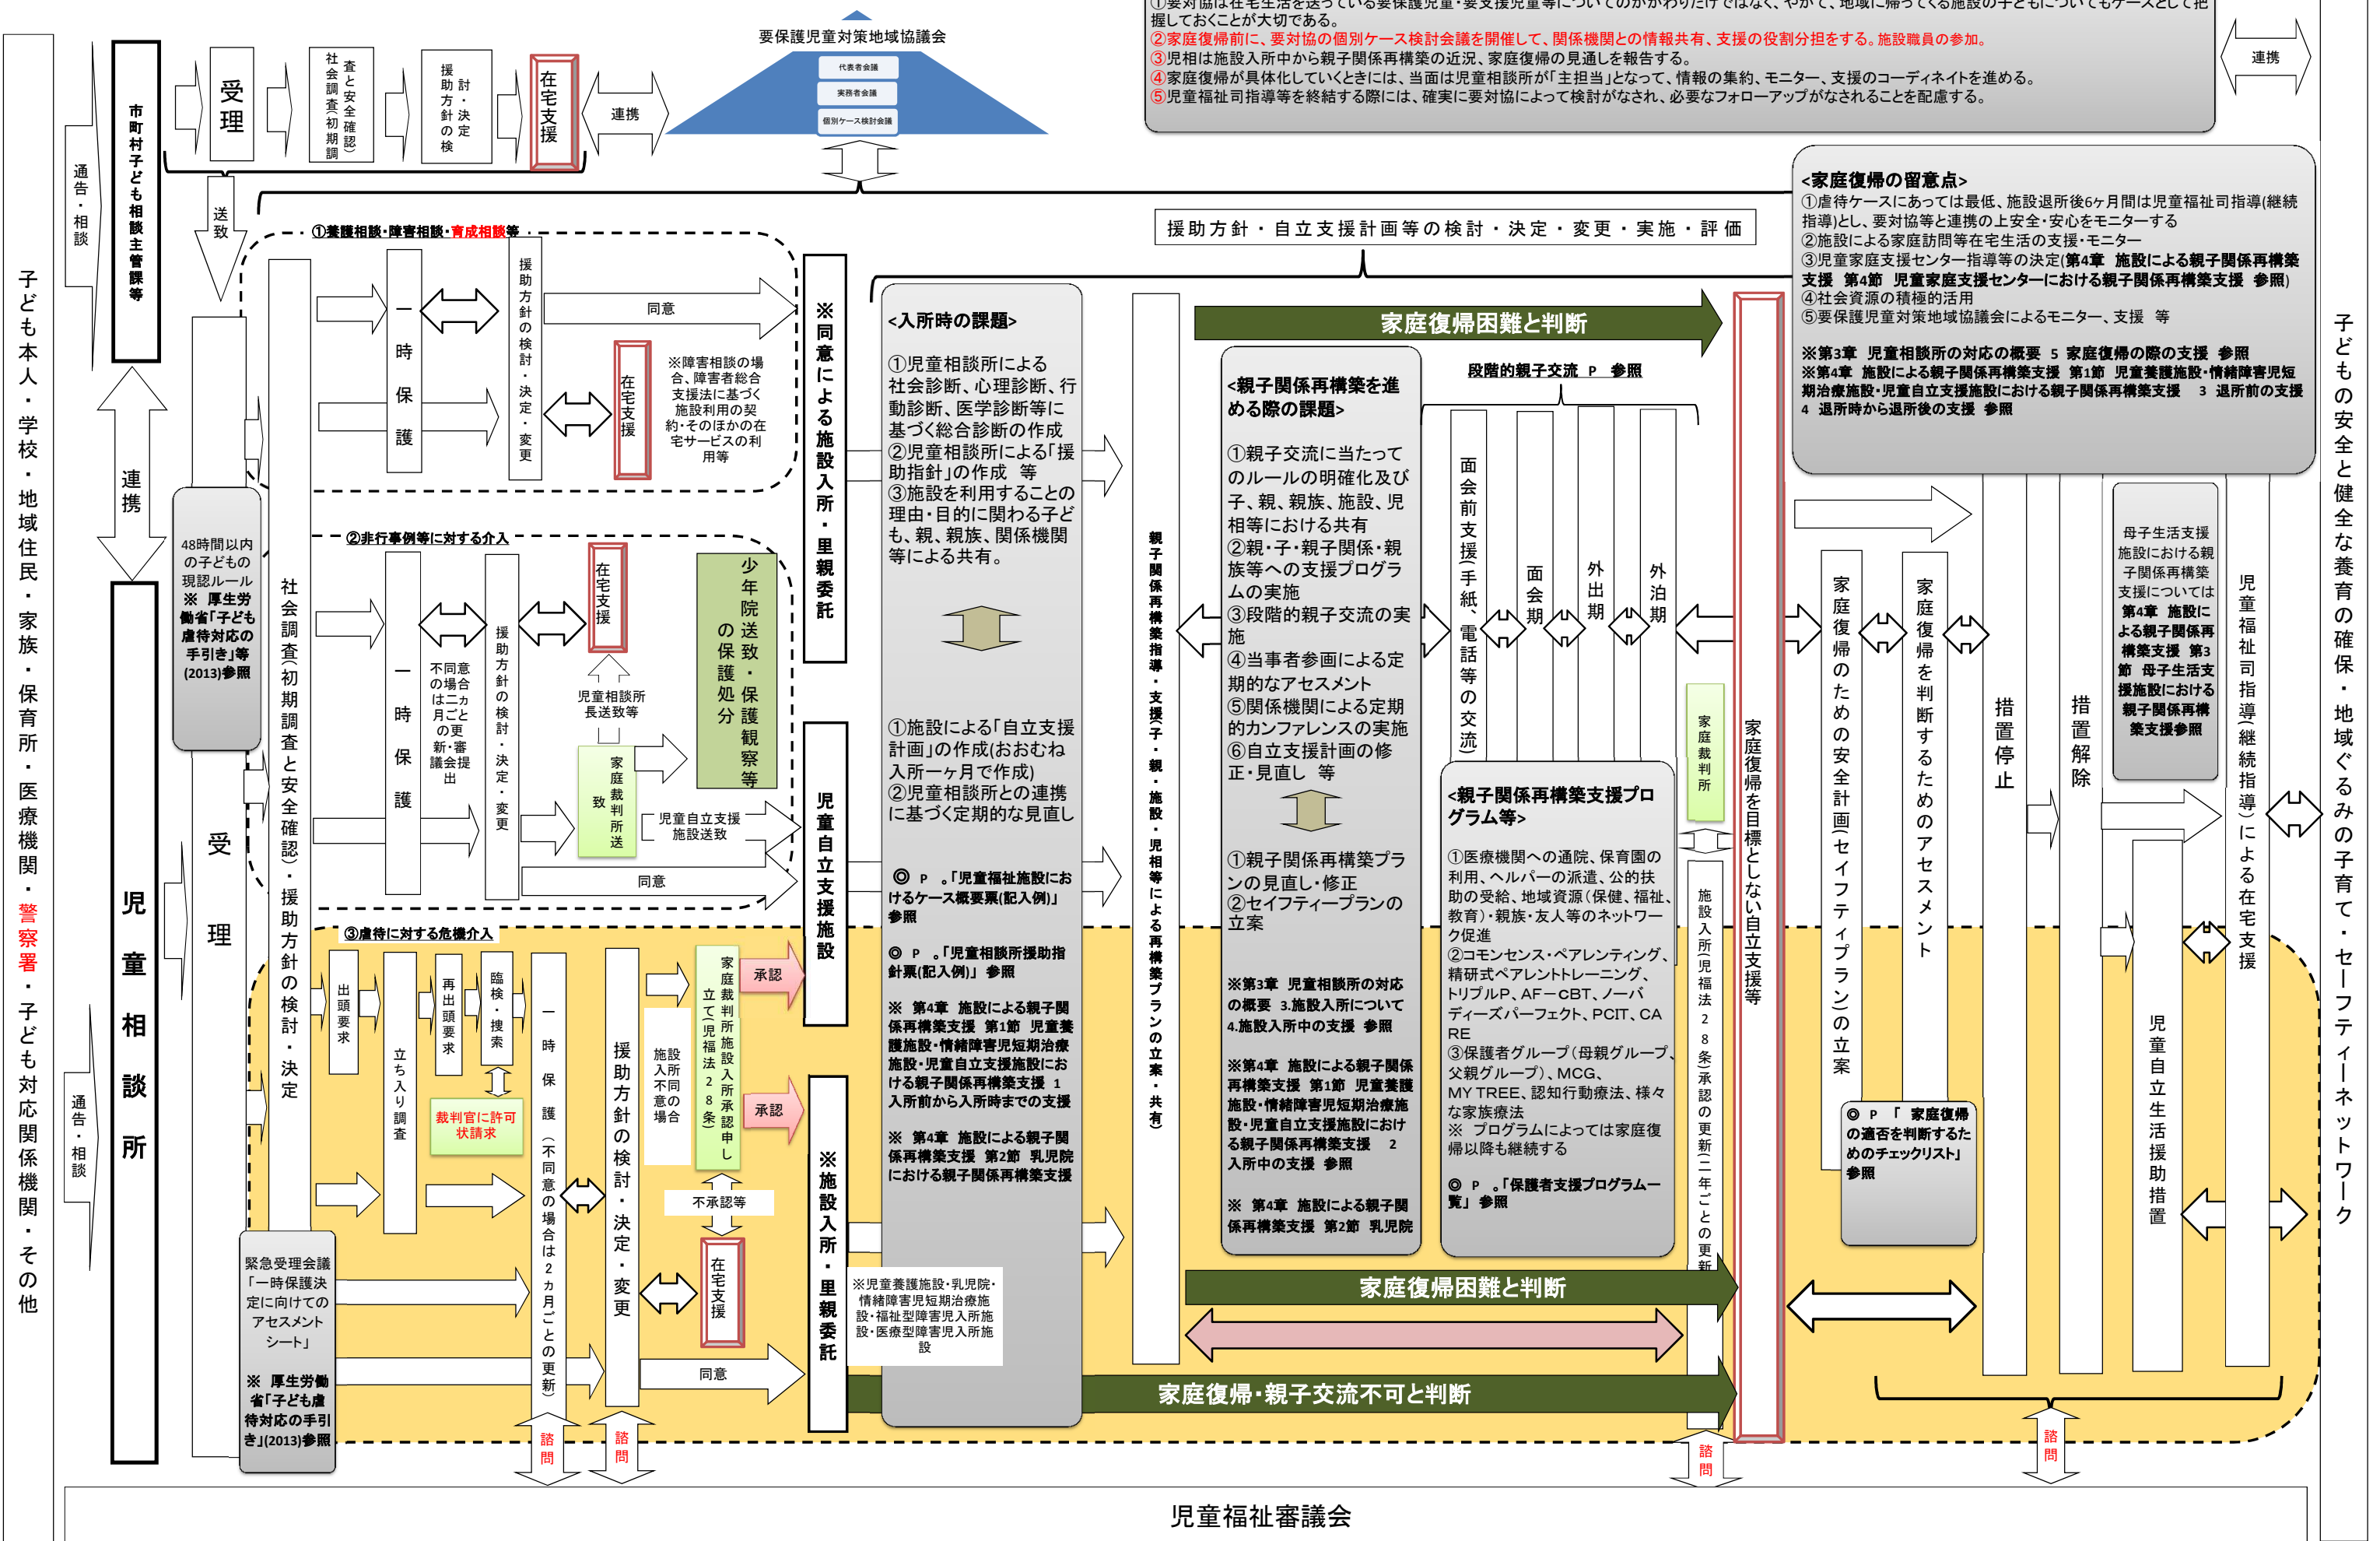 ①要対協は在宅生活を送っている要保護児童・要支援児童等についてのかかわりだけではなく、やがて、地域に帰ってくる施設の子どもについてもケースとして把
握しておくことが大切である。
②家庭復帰前に、要対協の個別ケース検討会議を開催して、関係機関との情報共有、支援の役割分担をする。施設職員の参加。
③児相は施設入所中から親子関係再構築の近況、家庭復帰の見通しを報告する。
④家庭復帰が具体化していくときには、当面は児童相談所が「主担当」となって、情報の集約、モニター、支援のコーディネイトを進める。
⑤児童福祉司指導等を終結する際には、確実に要対協によって検討がなされ、必要なフォローアップがなされることを配慮する。
連携
子ども本人・学校・地域住民・家族・保育所・医療機関・警察署・子ども対応関係機関・その他
通告・相談
市町村子ども相談主管課等
受理
社会調査(初期調
査と安全確認)
援助方針の検
討・決定
在宅支援
連携
要保護児童対策地域協議会
代表者会議
実務者会議
個別ケース検討会議
送致
連携
児童相談所
通告・相談
受理
48時間以内
の子どもの
現認ルール
※ 厚生労
働省「子ども
虐待対応の
手引き」等
(2013)参照
社会調査(初期調査と安全確認)・援助方針の検討・決定
緊急受理会議
「一時保護決
定に向けての
アセスメント
シート」
※ 厚生労働
省「子ども虐
待対応の手引
き」(2013)参照
①養護相談・障害相談・育成相談等
一時保護
援助方針の検討・決定・変更
同意
在宅支援
※障害相談の場
合、障害者総合
支援法に基づく
施設利用の契
約・そのほかの在
宅サービスの利
用等
②非行事例等に対する介入
一時保護
不同意
の場合
は二ヵ
月ごと
の更
新・審
議会提
出
援助方針の検討・決定・変更
在宅支援
児童相談所
長送致等
家庭裁判所送
致
少年院送致・保護観察等
の保護処分
児童自立支援
施設送致
同意
③虐待に対する危機介入
出頭要求
立ち入り調査
再出頭要求
臨検・捜索
裁判官に許可
状請求
一時保護(不同意の場合は2ヵ月ごとの更新)
援助方針の検討・決定・変更
施設
入所
不同
意の
場合
家庭裁判所施設入所承認申し
立て(児福法28条)
承認
承認
不承認等
在宅支援
同意
諮問
諮問
※同意による施設入所・里親委託
児童自立支援施設
※施設入所・里親委託
※児童養護施設・乳児院・
情緒障害児短期治療施
設・福祉型障害児入所施
設・医療型障害児入所施
設
援助方針・自立支援計画等の検討・決定・変更・実施・評価
<入所時の課題>
①児童相談所による
社会診断、心理診断、行
動診断、医学診断等に
基づく総合診断の作成
②児童相談所による「援
助指針」の作成 等
③施設を利用することの
理由・目的に関わる子ど
も、親、親族、関係機関
等による共有。
①施設による「自立支援
計画」の作成(おおむね
入所一ヶ月で作成)
②児童相談所との連携
に基づく定期的な見直し
◎ P 。「児童福祉施設にお
けるケース概要票(記入例)」
参照
◎ P 。「児童相談所援助指
針票(記入例)」 参照
※ 第4章 施設による親子関
係再構築支援 第1節 児童養
護施設・情緒障害児短期治療
施設・児童自立支援施設にお
ける親子関係再構築支援 1
入所前から入所時までの支援
※ 第4章 施設による親子関
係再構築支援 第2節 乳児院
における親子関係再構築支援
親子関係再構築指導・支援(子・親・施設・児相等による再構築プランの立案・共有)
家庭復帰困難と判断
<親子関係再構築を進
める際の課題>
①親子交流に当たって
のルールの明確化及び
子、親、親族、施設、児
相等における共有
②親・子・親子関係・親
族等への支援プログラ
ムの実施
③段階的親子交流の実
施
④当事者参画による定
期的なアセスメント
⑤関係機関による定期
的カンファレンスの実施
⑥自立支援計画の修
正・見直し 等
①親子関係再構築プラ
ンの見直し・修正
②セイフティープランの
立案
※第3章 児童相談所の対応
の概要 3.施設入所について
4.施設入所中の支援 参照
※第4章 施設による親子関係
再構築支援 第1節 児童養護
施設・情緒障害児短期治療施
設・児童自立支援施設におけ
る親子関係再構築支援 2
入所中の支援 参照
※ 第4章 施設による親子関
係再構築支援 第2節 乳児院
段階的親子交流 P 参照
面会前支援(手紙、電話等の交流)
面会期
外出期
外泊期
<親子関係再構築支援プロ
グラム等>
①医療機関への通院、保育園の
利用、ヘルパーの派遣、公的扶
助の受給、地域資源(保健、福祉、
教育)・親族・友人等のネットワー
ク促進
②コモンセンス・ペアレンティング、
精研式ペアレントトレーニング、
トリプルP、AF－CBT、ノーバ
ディーズパーフェクト、PCIT、CA
RE
③保護者グループ(母親グループ、
父親グループ)、MCG、
MY TREE、認知行動療法、様々
な家族療法
※ プログラムによっては家庭復
帰以降も継続する
◎ P 。「保護者支援プログラム一
覧」 参照
家庭裁判所
施設入所(児福法28条)承認の更新(二年ごとの更新
諮問
家庭復帰困難と判断
家庭復帰・親子交流不可と判断
家庭復帰を目標としない自立支援等
<家庭復帰の留意点>
①虐待ケースにあっては最低、施設退所後6ヶ月間は児童福祉司指導(継続
指導)とし、要対協等と連携の上安全・安心をモニターする
②施設による家庭訪問等在宅生活の支援・モニター
③児童家庭支援センター指導等の決定(第4章 施設による親子関係再構築
支援 第4節 児童家庭支援センターにおける親子関係再構築支援 参照)
④社会資源の積極的活用
⑤要保護児童対策地域協議会によるモニター、支援 等
※第3章 児童相談所の対応の概要 5 家庭復帰の際の支援 参照
※第4章 施設による親子関係再構築支援 第1節 児童養護施設・情緒障害児短
期治療施設・児童自立支援施設における親子関係再構築支援 3 退所前の支援
4 退所時から退所後の支援 参照
家庭復帰のための安全計画(セイフティプラン)の立案
家庭復帰を判断するためのアセスメント
◎ P 「 家庭復帰
の適否を判断するた
めのチェックリスト」
参照
措置停止
措置解除
母子生活支援
施設における親
子関係再構築
支援については
第4章 施設に
よる親子関係再
構築支援 第3
節 母子生活支
援施設における
親子関係再構
築支援参照
児童自立生活援助措置
児童福祉司指導(継続指導)による在宅支援
諮問
子どもの安全と健全な養育の確保・地域ぐるみの子育て・セーフティーネットワーク
児童福祉審議会